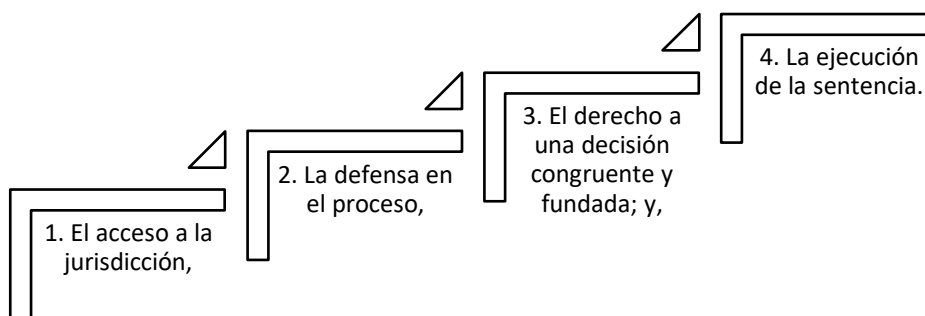 1. El acceso a la
jurisdicción,
2. La defensa en
el proceso,
3. El derecho a
una decisión
congruente y
fundada; y,
4. La ejecución
de la sentencia.